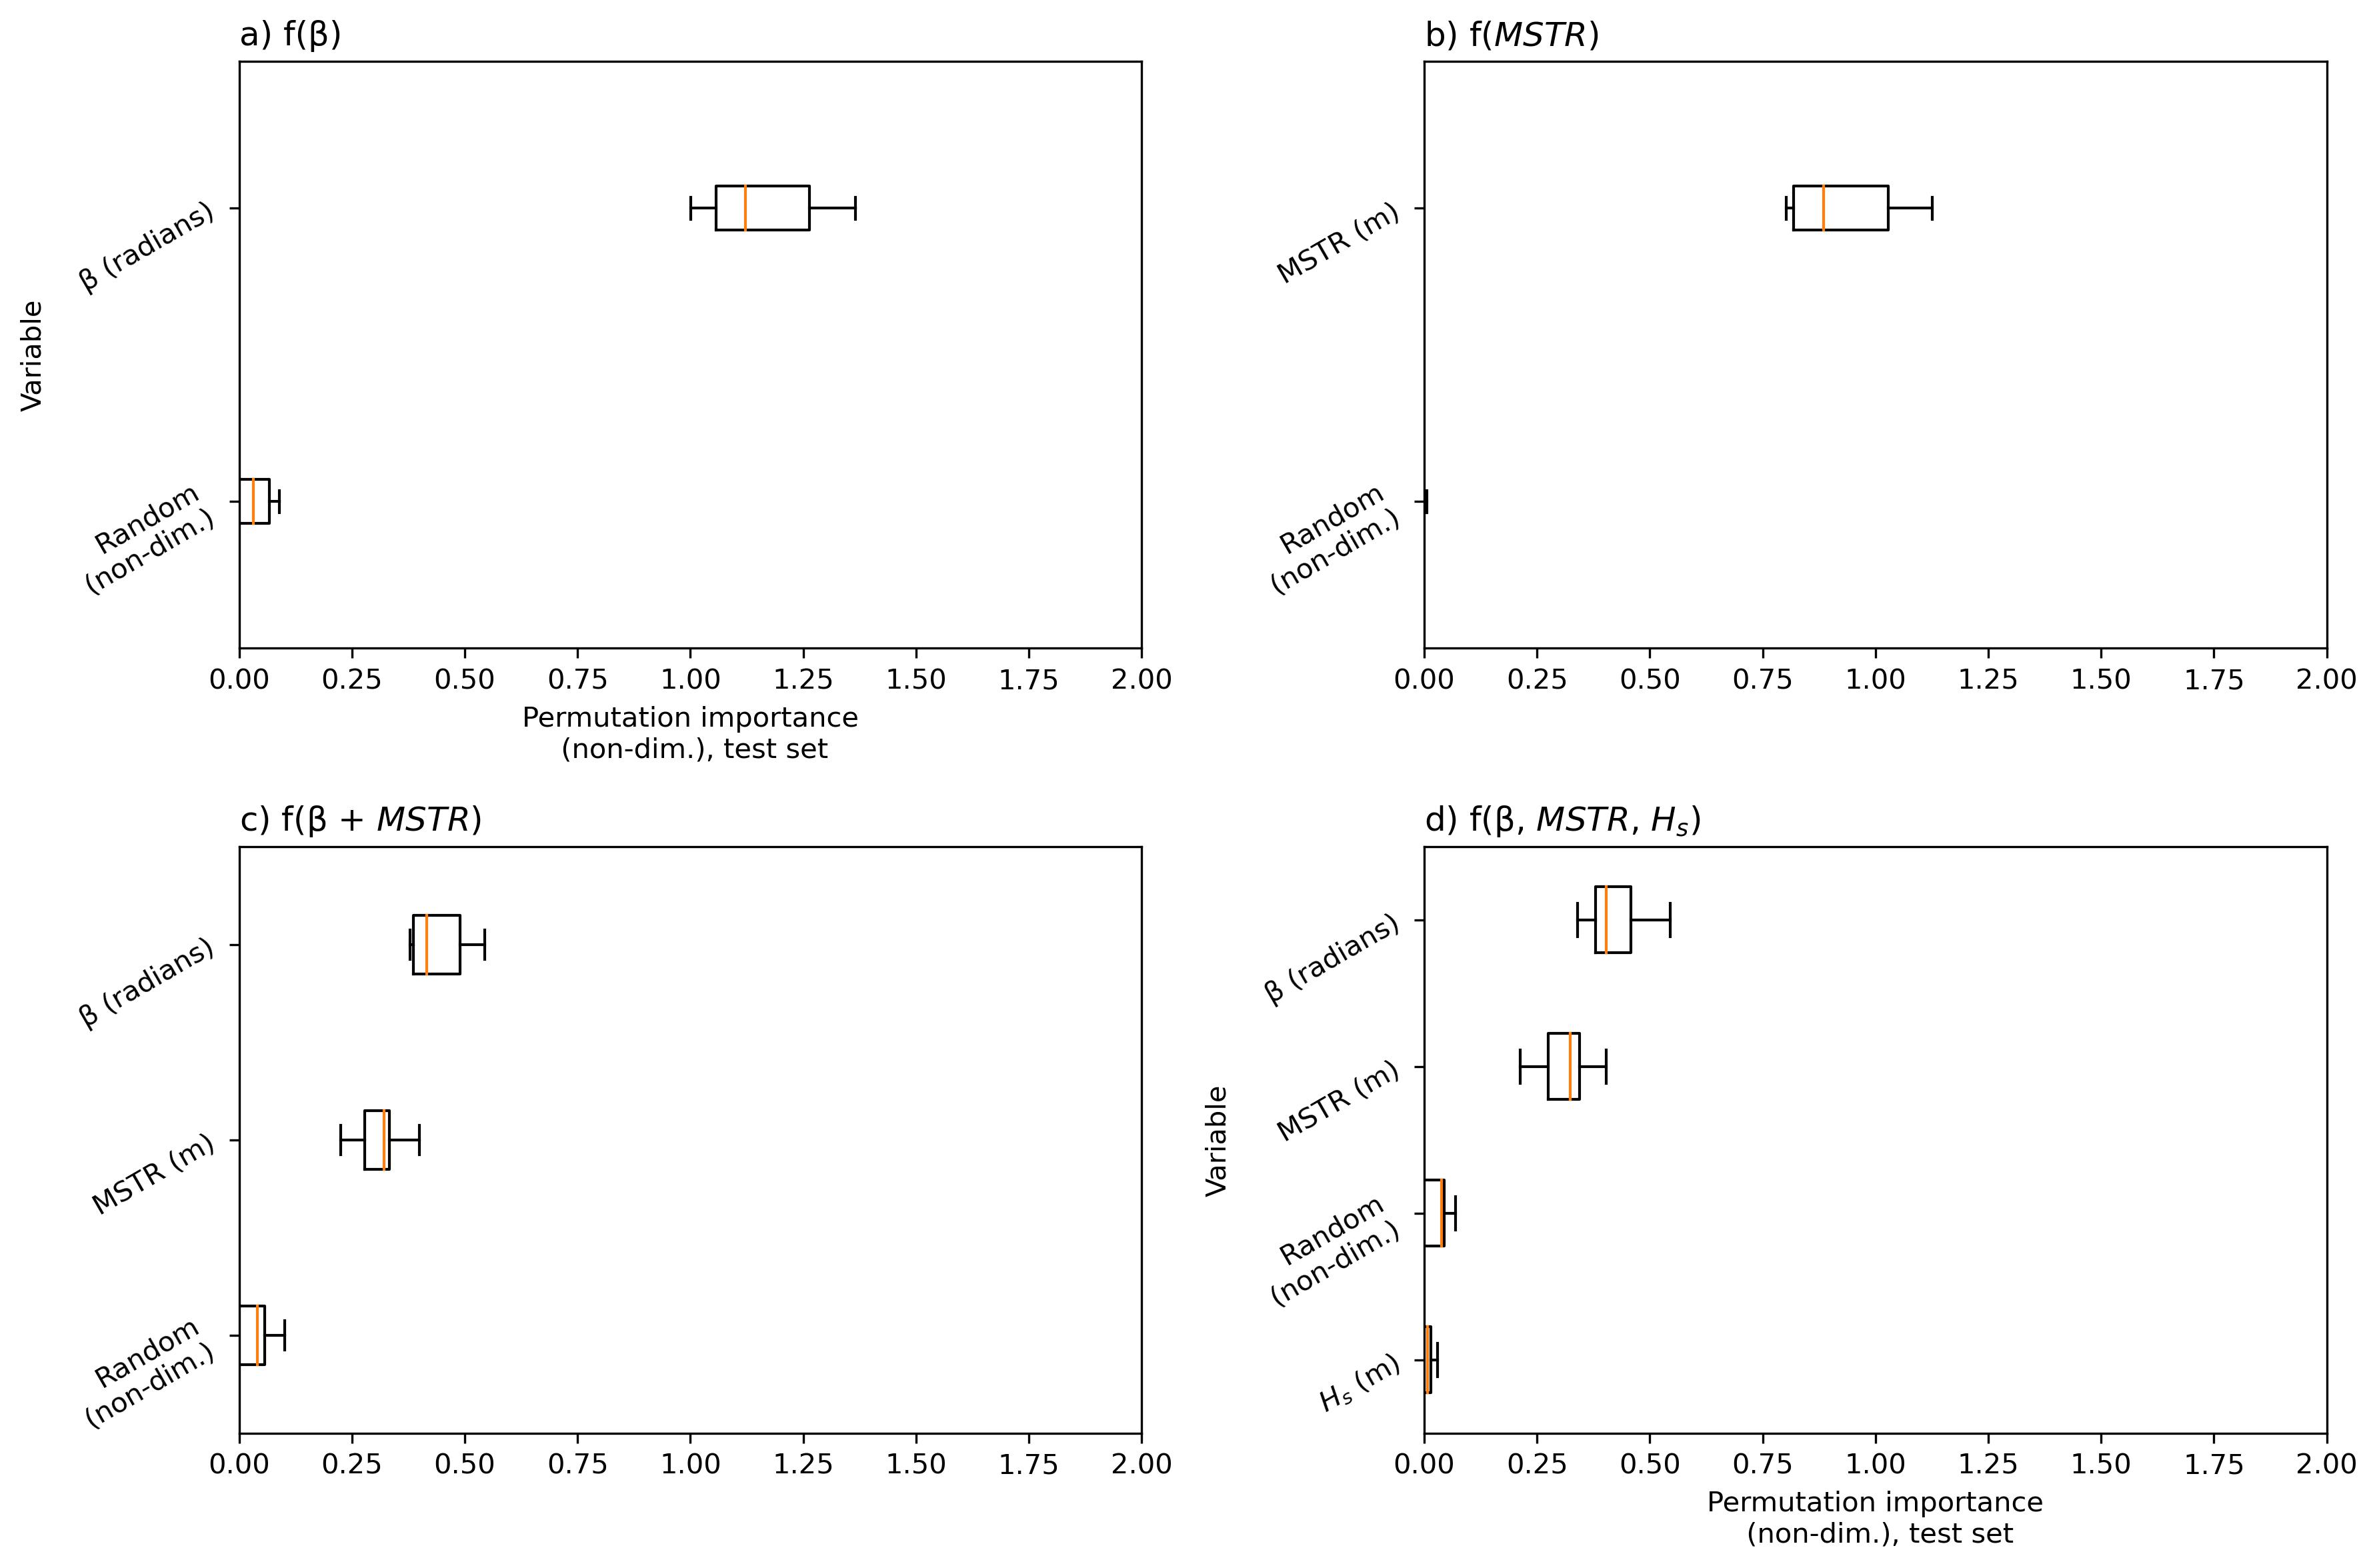 a) f(β)
Variable
β (radians)
Random
(non-dim.)
0.00 0.25 0.50 0.75 1.00 1.25 1.50 1.75 2.00
Permutation importance
(non-dim.), test set
b) f(MSTR)
MSTR (m)
Random
(non-dim.)
0.00 0.25 0.50 0.75 1.00 1.25 1.50 1.75 2.00
c) f(β + MSTR)
β (radians)
MSTR (m)
Random
(non-dim.)
0.00 0.25 0.50 0.75 1.00 1.25 1.50 1.75 2.00
d) f(β, MSTR, Hs)
Variable
β (radians)
MSTR (m)
Random
(non-dim.)
Hs (m)
0.00 0.25 0.50 0.75 1.00 1.25 1.50 1.75 2.00
Permutation importance
(non-dim.), test set